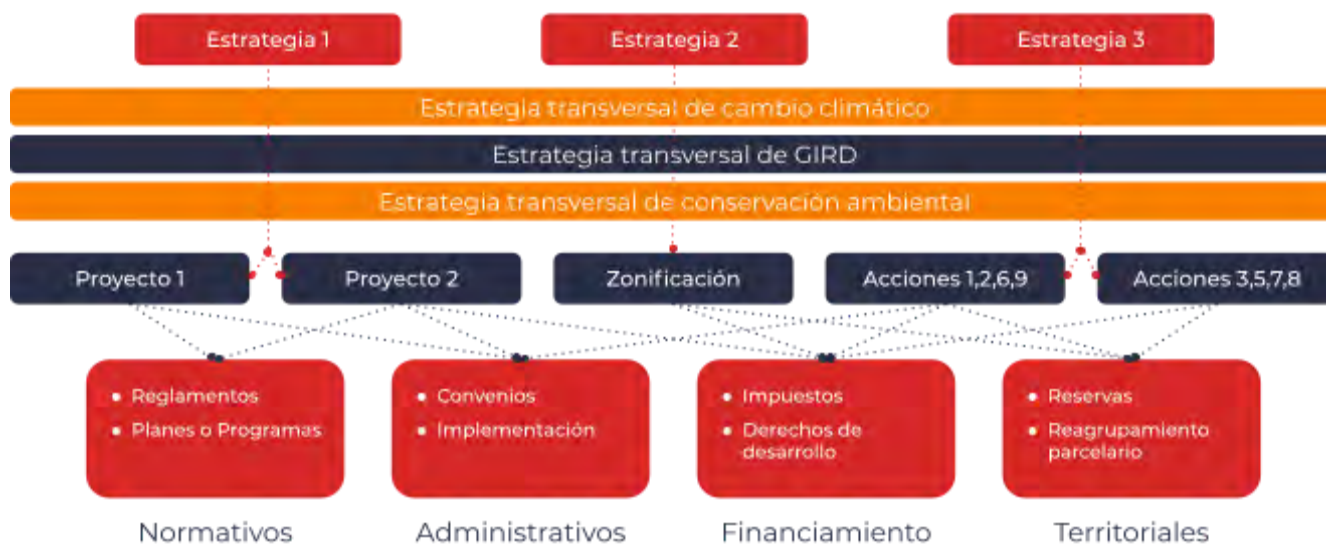 Estrategia 1
Estrategia 2
Estrategia 3
Estrategia transversal de cambio climático
Estrategia transversal de GIRD
Estrategia transversal de conservación ambiental
Proyecto 1
Proyecto 2
Zonificación
Acciones 1,2,6,9
Acciones 3,5,7,8
• Reglamentos
• Planes o Programas
• Convenios
• Implementación
• Impuestos
• Derechos de
desarrollo
• Reservas
• Reagrupamiento
parcelario
Normativos
Administrativos
Financiamiento
Territoriales